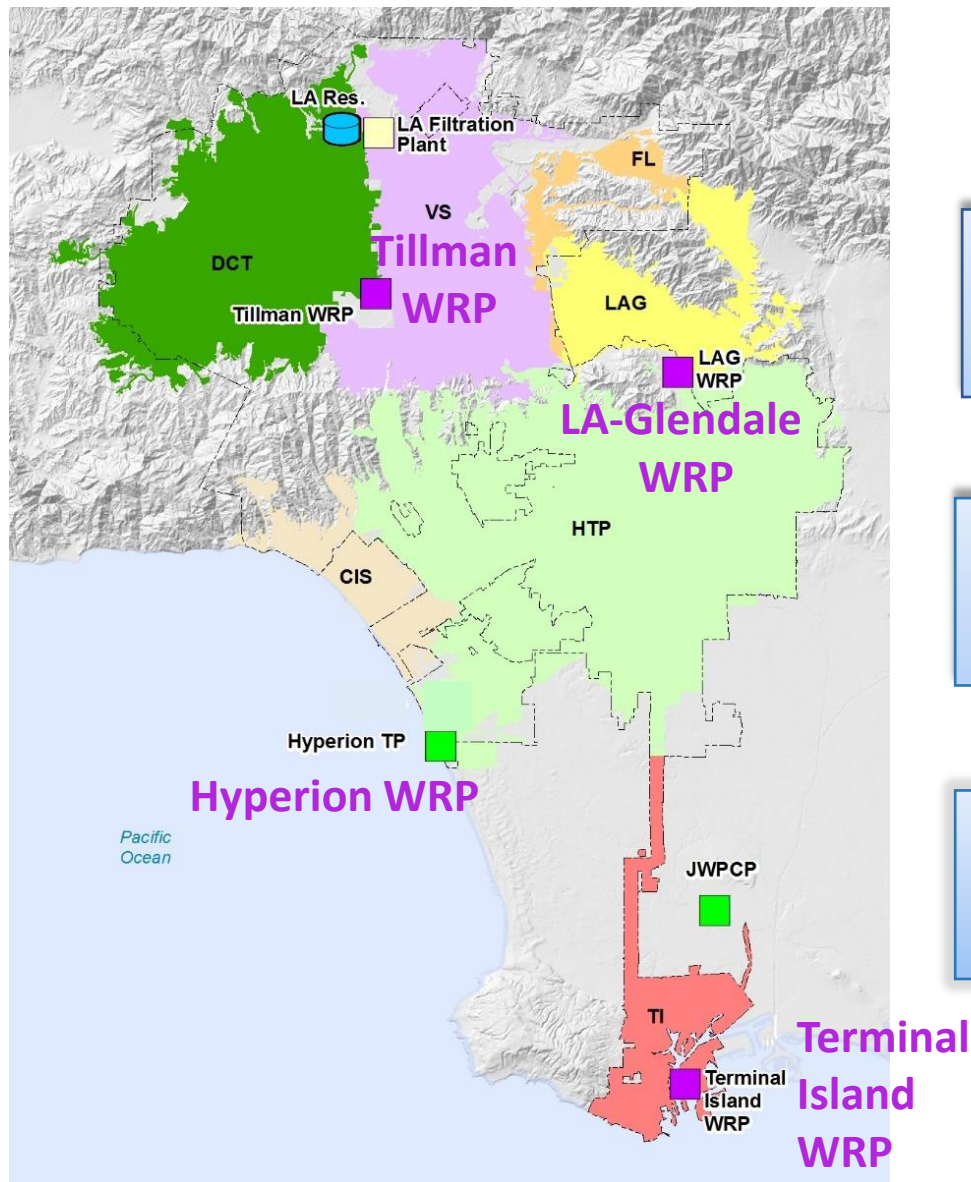 LA Res.
LA Filtration
Plant
FL
VS
Tillman
WRP
DCT
LAG
Tillman WRP
LAG
WRP
LA-Glendale
WRP
HTP
CIS
Hyperion TP
Hyperion WRP
Pacific
Ocean
JWPCP
TI
Terminal
Island
WRP
Terminal
Island
WRP